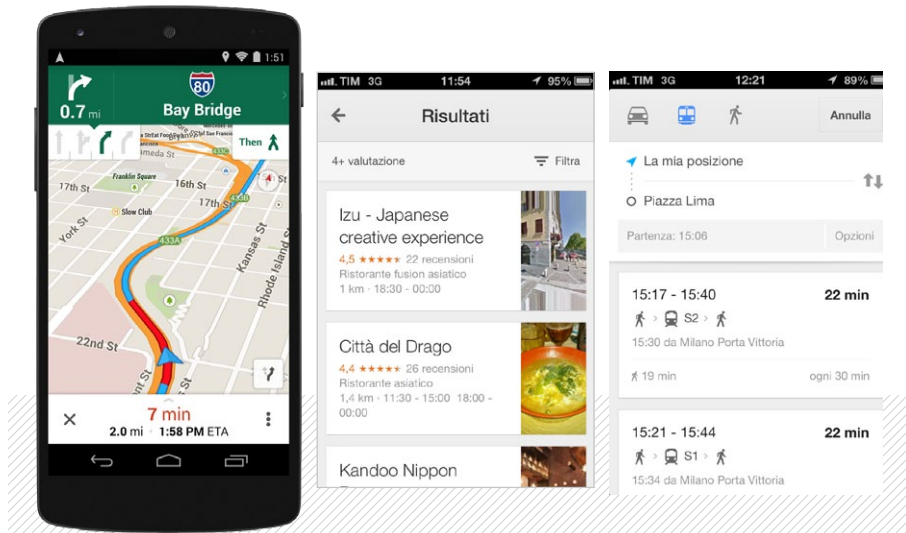 1:51
80
0.7 mi
Bay Bridge
Then
Franklin Square
17th St
16th St
17th St
Slow Club
York St
433B
433A
Kansas St
Rhode Island St
22nd St
7 min
2.0 mi · 1:58 PM ETA
TIM 3G 11:54 95%
Risultati
4+ valutazione Filtra
Izu - Japanese
creative experience
4,5 ★★★★★ 22 recensioni
Ristorante fusion asiatico
1 km · 18:30 - 00:00
Città del Drago
4,4 ★★★★★ 26 recensioni
Ristorante asiatico
1,4 km · 11:30 - 15:00 18:00 -
00:00
Kandoo Nippon
TIM 3G 12:21 89%
Annulla
La mia posizione
Piazza Lima
Partenza: 15:06 Opzioni
15:17 - 15:40 22 min
S2
15:30 da Milano Porta Vittoria
19 min ogni 30 min
15:21 - 15:44 22 min
S1
15:34 da Milano Porta Vittoria